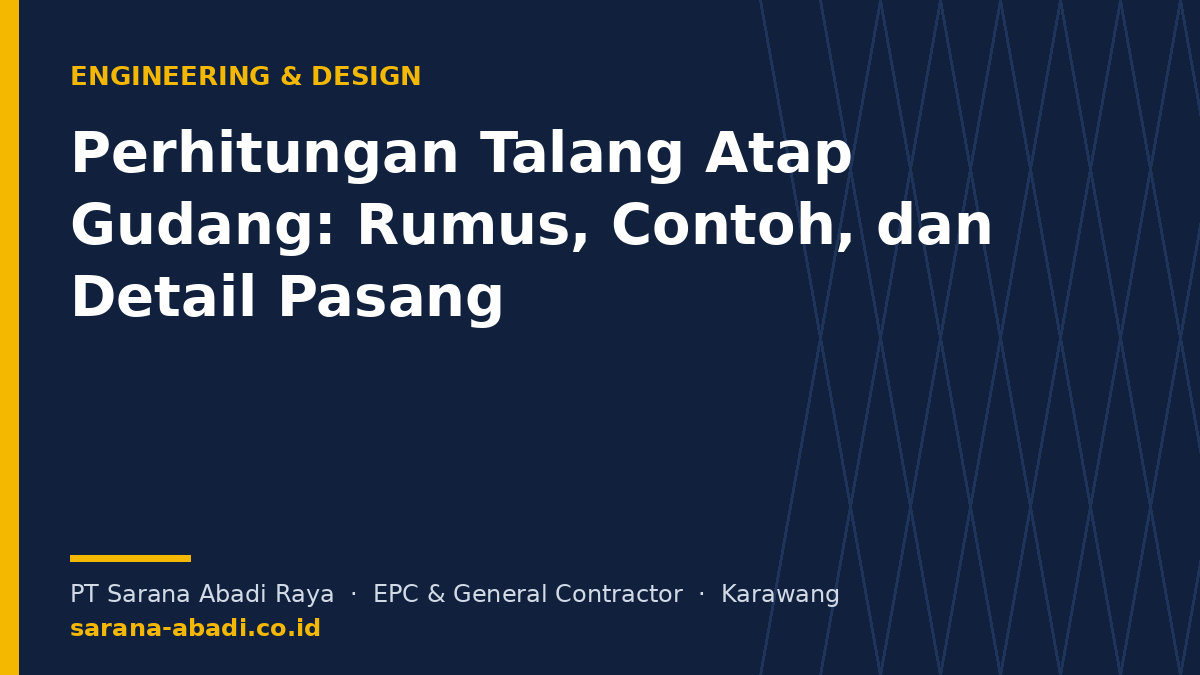 ENGINEERING & DESIGN
Perhitungan Talang Atap
Gudang: Rumus, Contoh, dan
Detail Pasang
PT Sarana Abadi Raya · EPC & General Contractor · Karawang
sarana-abadi.co.id